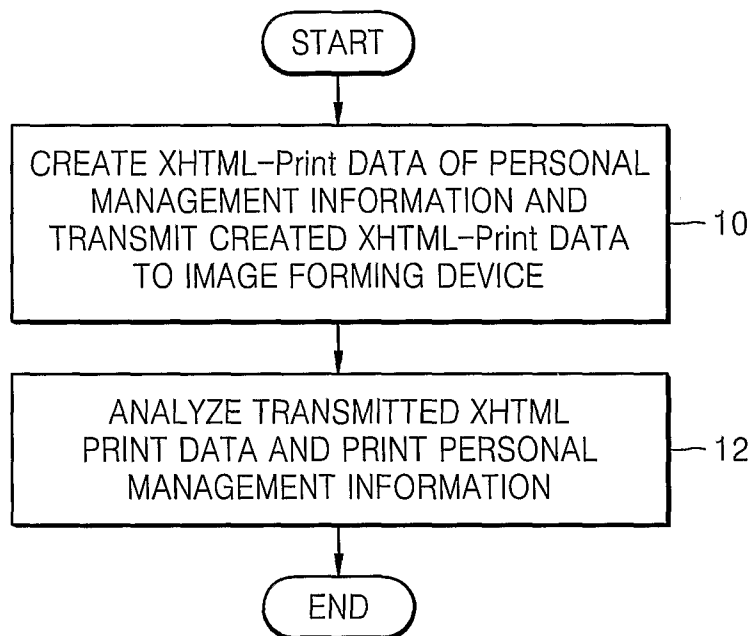 START
CREATE XHTML-Print DATA OF PERSONAL
MANAGEMENT INFORMATION AND
TRANSMIT CREATED XHTML-Print DATA
TO IMAGE FORMING DEVICE
10
ANALYZE TRANSMITTED XHTML
PRINT DATA AND PRINT PERSONAL
MANAGEMENT INFORMATION
12
END